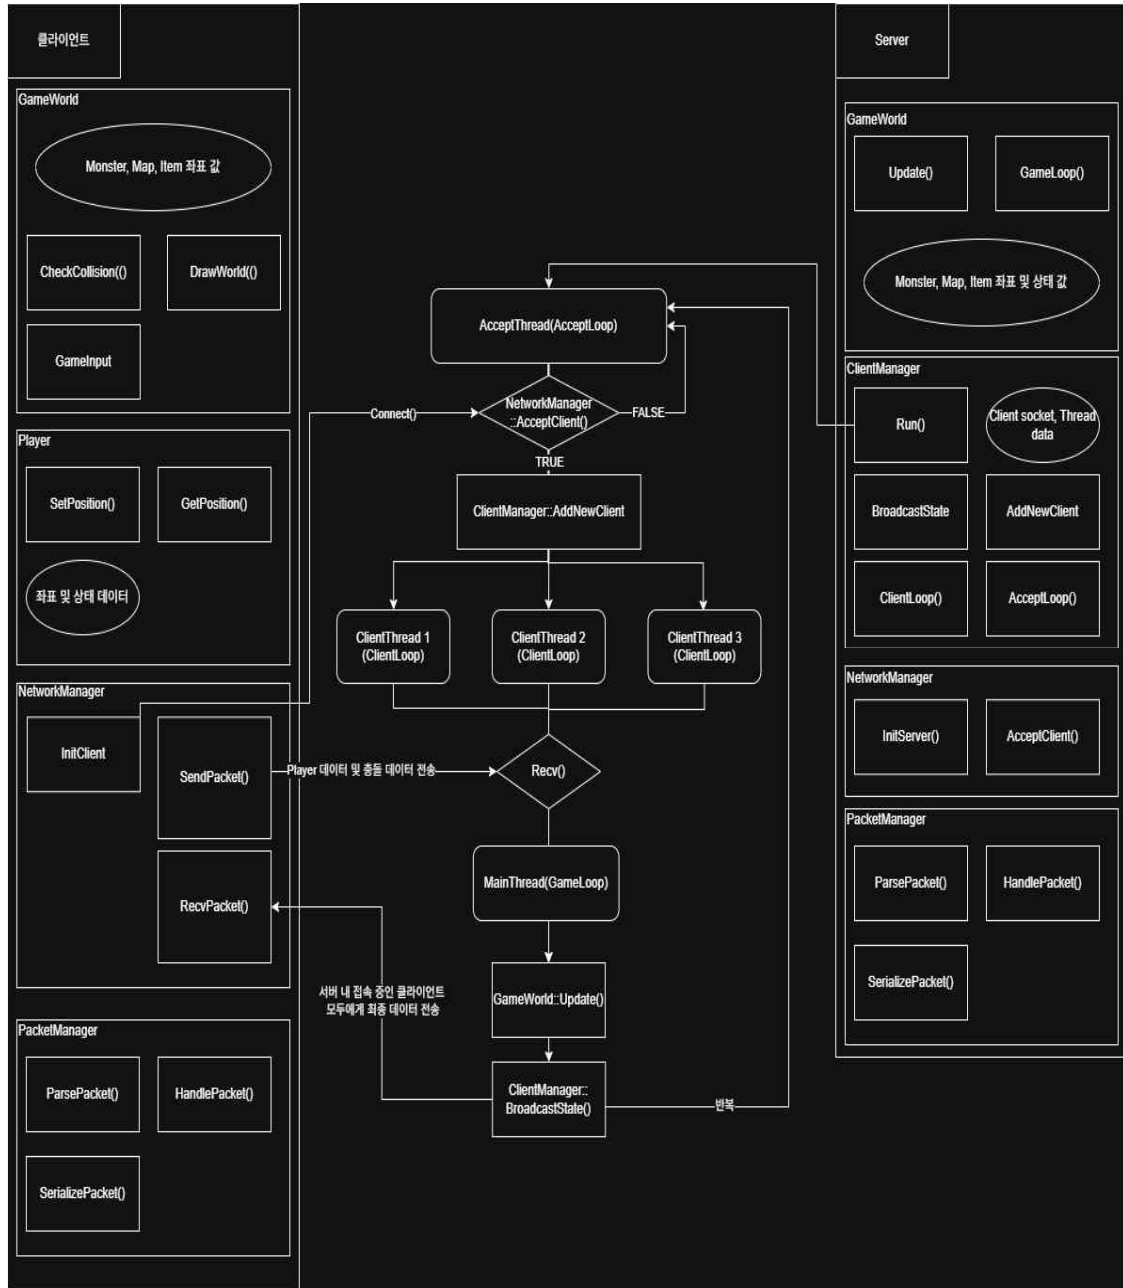 클라이언트
GameWorld
Monster, Map, Item 좌표 값
CheckCollision(()
DrawWorld(()
GameInput
Player
SetPosition()
GetPosition()
좌표 및 상태 데이터
NetworkManager
InitClient
SendPacket()
RecvPacket()
PacketManager
ParsePacket()
HandlePacket()
SerializePacket()
AcceptThread(AcceptLoop)
Connect()
NetworkManager
::AcceptClient()
FALSE
TRUE
ClientManager::AddNewClient
ClientThread 1
(ClientLoop)
ClientThread 2
(ClientLoop)
ClientThread 3
(ClientLoop)
Player 데이터 및 충돌 데이터 전송
Recv()
MainThread(GameLoop)
GameWorld::Update()
서버 내 접속 중인 클라이언트
모두에게 최종 데이터 전송
ClientManager::
BroadcastState()
반복
Server
GameWorld
Update()
GameLoop()
Monster, Map, Item 좌표 및 상태 값
ClientManager
Run()
Client socket, Thread
data
BroadcastState
AddNewClient
ClientLoop()
AcceptLoop()
NetworkManager
InitServer()
AcceptClient()
PacketManager
ParsePacket()
HandlePacket()
SerializePacket()